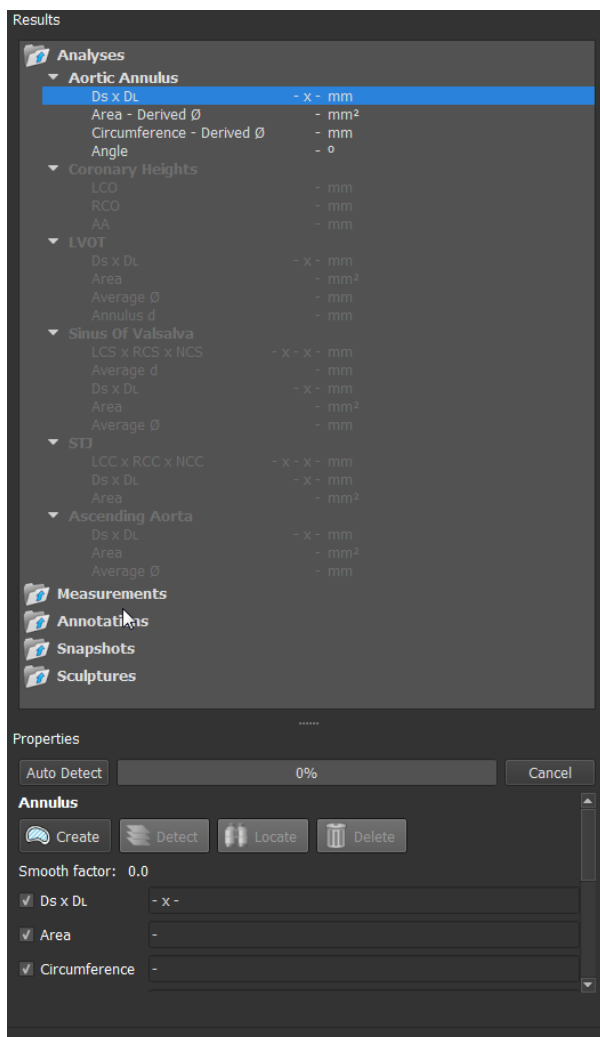 Results
Analyses
Aortic Annulus
Ds x DL - x - mm
Area - Derived Ø - mm²
Circumference - Derived Ø - mm
Angle - º
Coronary Heights
LCO - mm
RCO - mm
AA - mm
LVOT
Ds x DL - x - mm
Area - mm²
Average Ø - mm
Annulus d - mm
Sinus Of Valsalva
LCS x RCS x NCS - x - x - mm
Average d - mm
Ds x DL - x - mm
Area - mm²
Average Ø - mm
STJ
LCC x RCC x NCC - x - x - mm
Ds x DL - x - mm
Area - mm²
Ascending Aorta
Ds x DL - x - mm
Area - mm²
Average Ø - mm
Measurements
Annotations
Snapshots
Sculptures
Properties
Auto Detect 0% Cancel
Annulus
Create Detect Locate Delete
Smooth factor: 0.0
Ds x DL - x -
Area -
Circumference -